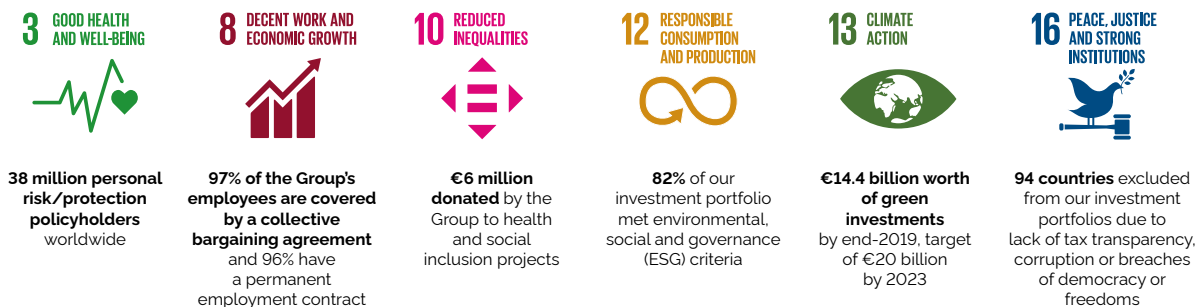 3 GOOD HEALTH
AND WELL-BEING
38 million personal
risk/protection
policyholders
worldwide
8 DECENT WORK AND
ECONOMIC GROWTH
97% of the Group's
employees are covered
by a collective
bargaining agreement
and 96% have
a permanent
employment contract
10 REDUCED
INEQUALITIES
€6 million
donated by the
Group to health
and social
inclusion projects
12 RESPONSIBLE
CONSUMPTION
AND PRODUCTION
82% of our
investment portfolio
met environmental,
social and governance
(ESG) criteria
13 CLIMATE
ACTION
€14.4 billion worth
of green
investments
by end-2019, target
of €20 billion
by 2023
16 PEACE, JUSTICE
AND STRONG
INSTITUTIONS
94 countries excluded
from our investment
portfolios due to
lack of tax transparency,
corruption or breaches
of democracy or
freedoms